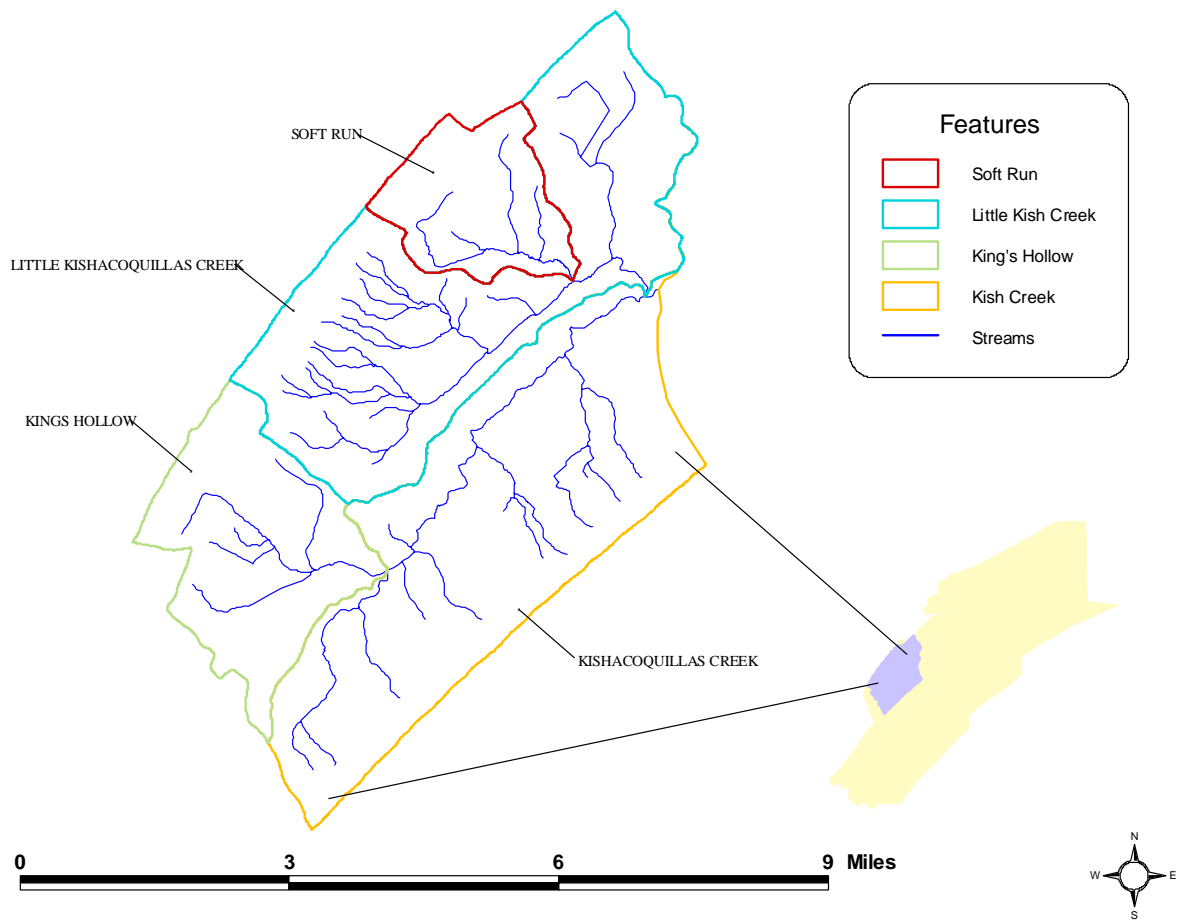 SOFT RUN
LITTLE KISHACOQUILLAS CREEK
KINGS HOLLOW
KISHACOQUILLAS CREEK
Features
Soft Run
Little Kish Creek
King's Hollow
Kish Creek
Streams
0 3 6 9 Miles
N
W E
S